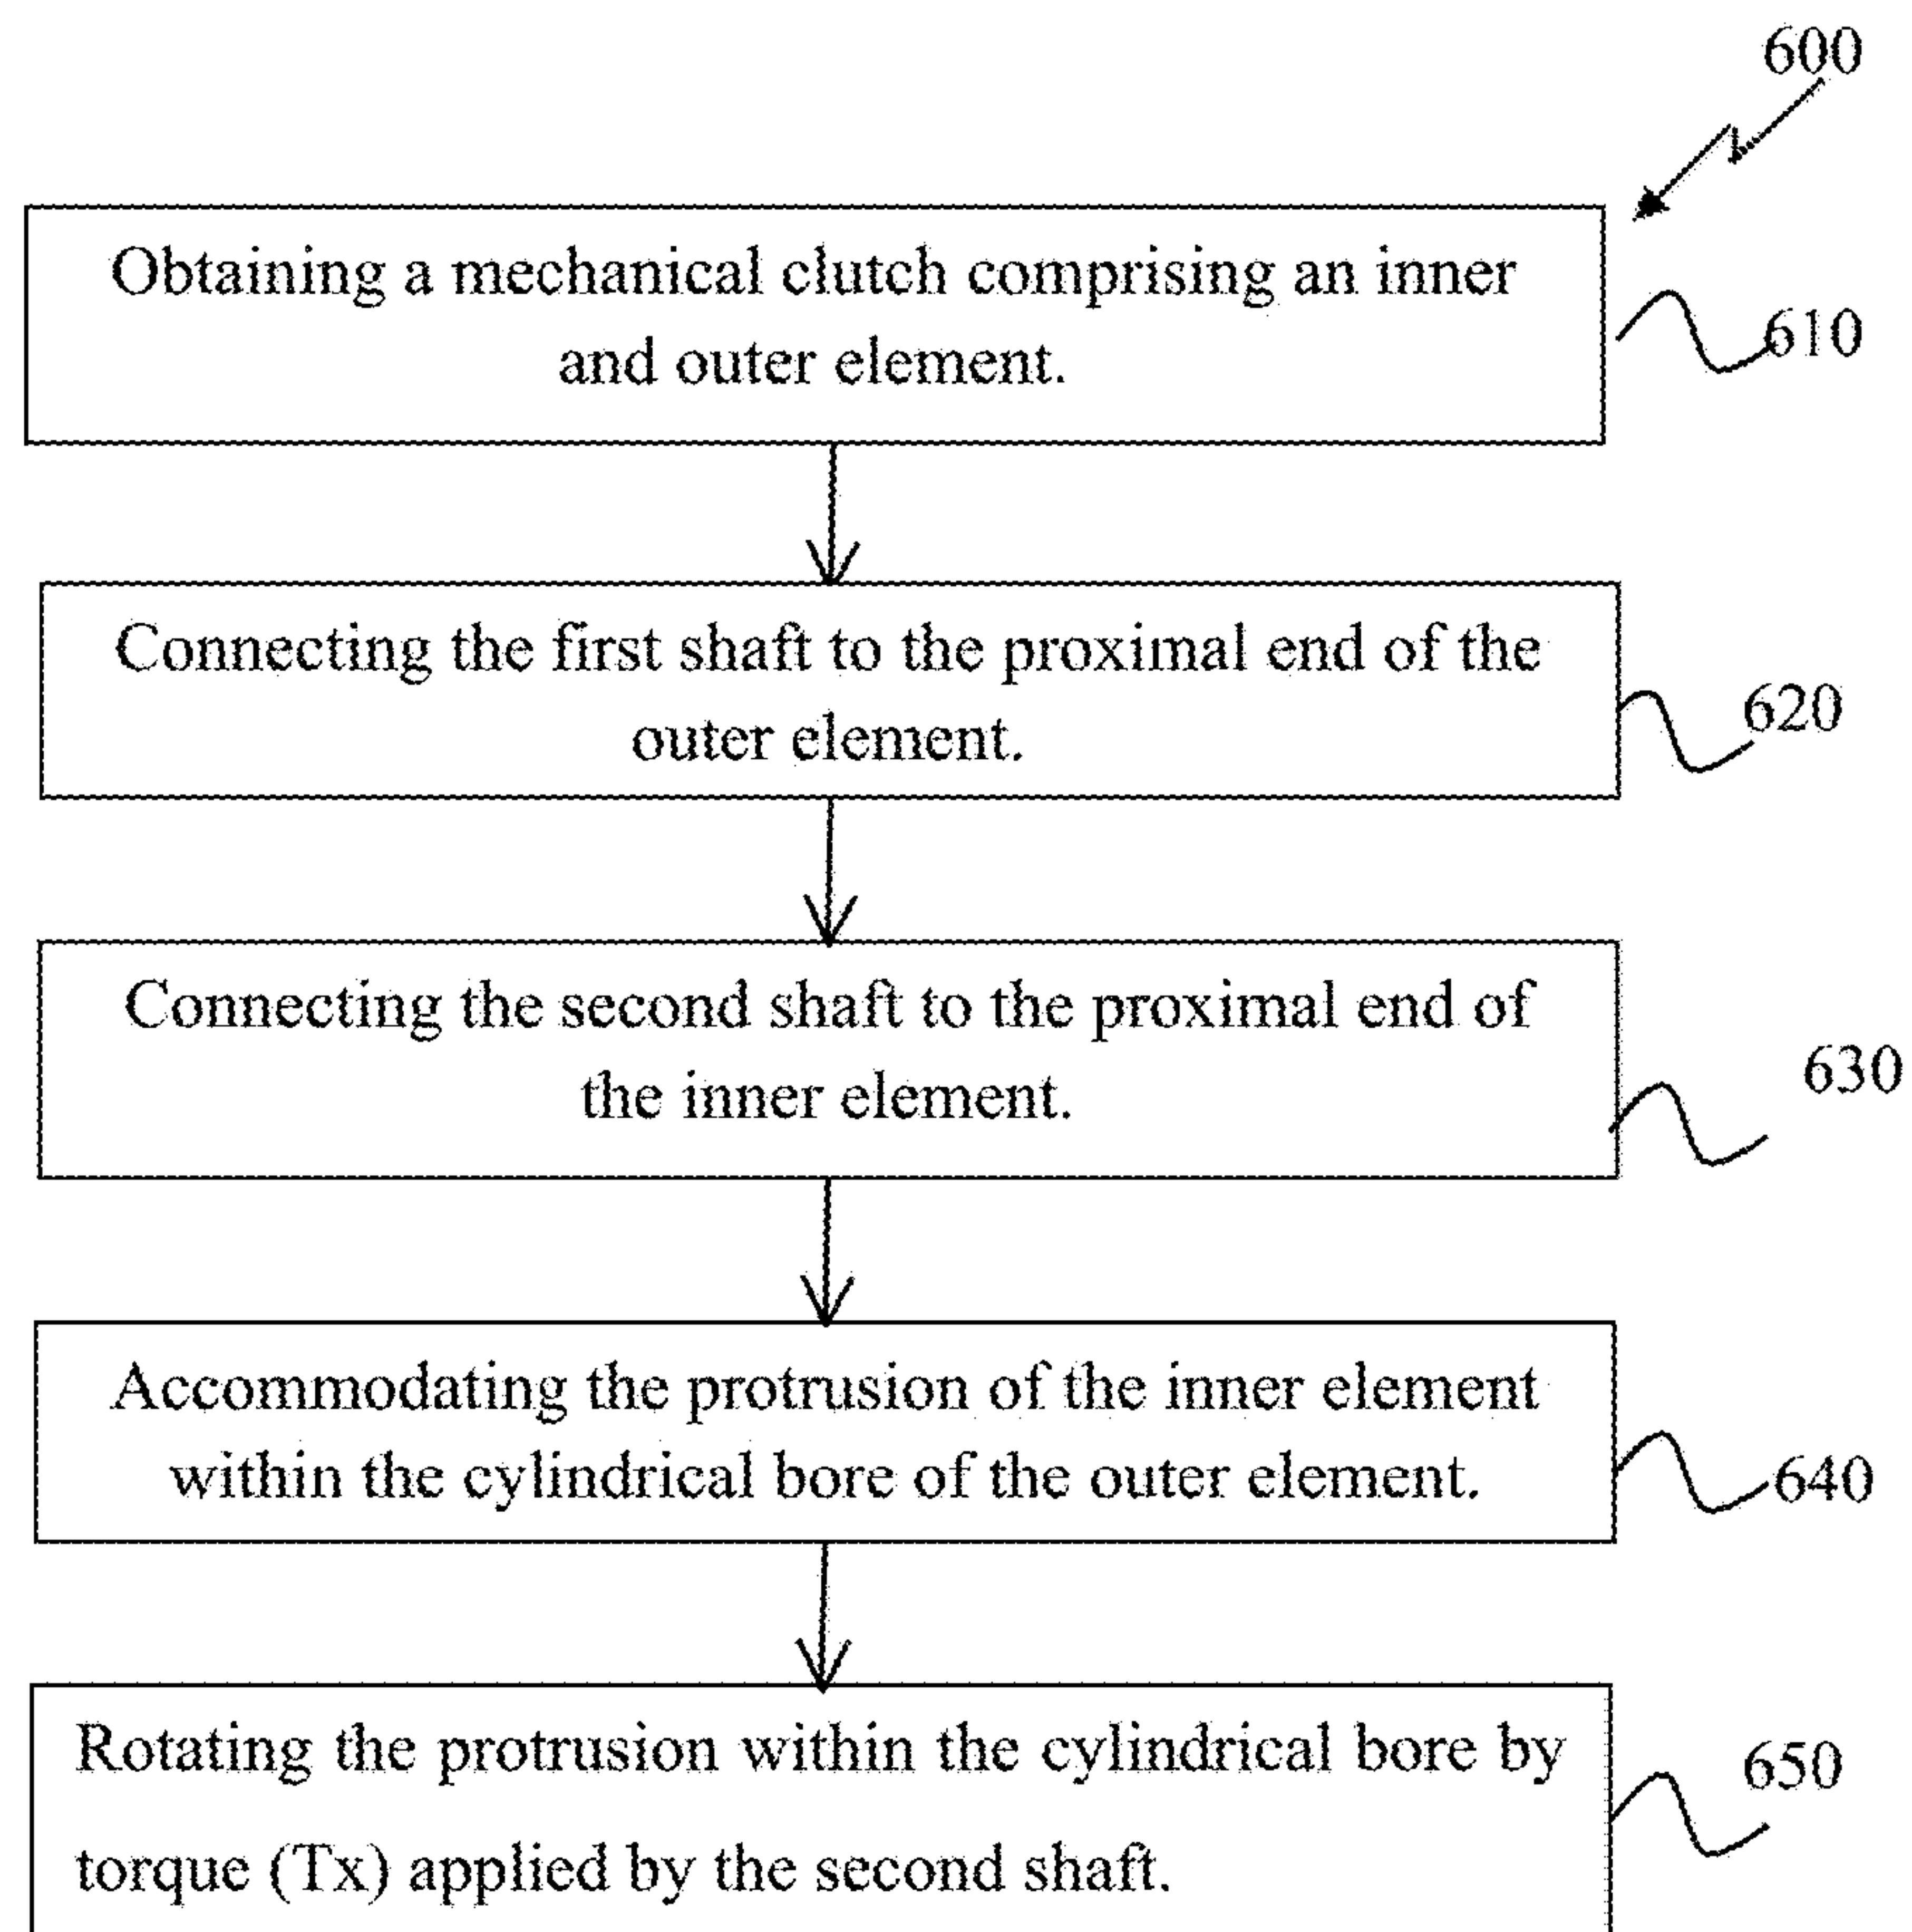 600
Obtaining a mechanical clutch comprising an inner
and outer element.
610
Connecting the first shaft to the proximal end of the
outer element.
620
Connecting the second shaft to the proximal end of
the inner element.
630
Accommodating the protrusion of the inner element
within the cylindrical bore of the outer element.
640
Rotating the protrusion within the cylindrical bore by
torque (Tx) applied by the second shaft.
650